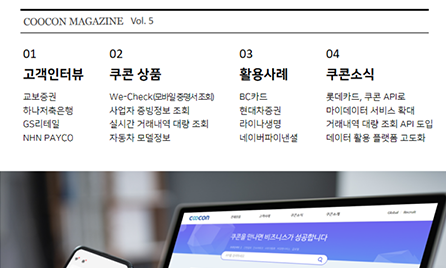 COOCON MAGAZINE Vol. 5
01
고객인터뷰
교보증권
하나저축은행
GS리테일
NHN PAYCO
02
쿠콘 상품
We-Check(모바일 증명서 조회)
사업자 증빙정보 조회
실시간 거래내역 대량 조회
자동차 모델정보
03
활용사례
BC카드
현대차증권
라이나생명
네이버파이낸셜
04
쿠콘소식
롯데카드, 쿠콘 API로
마이데이터 서비스 확대
거래내역 대량 조회 API 도입
데이터 활용 플랫폼 고도화
coocon
Global
Recruit
쿠콘을 만나면 비즈니스가 성공합니다